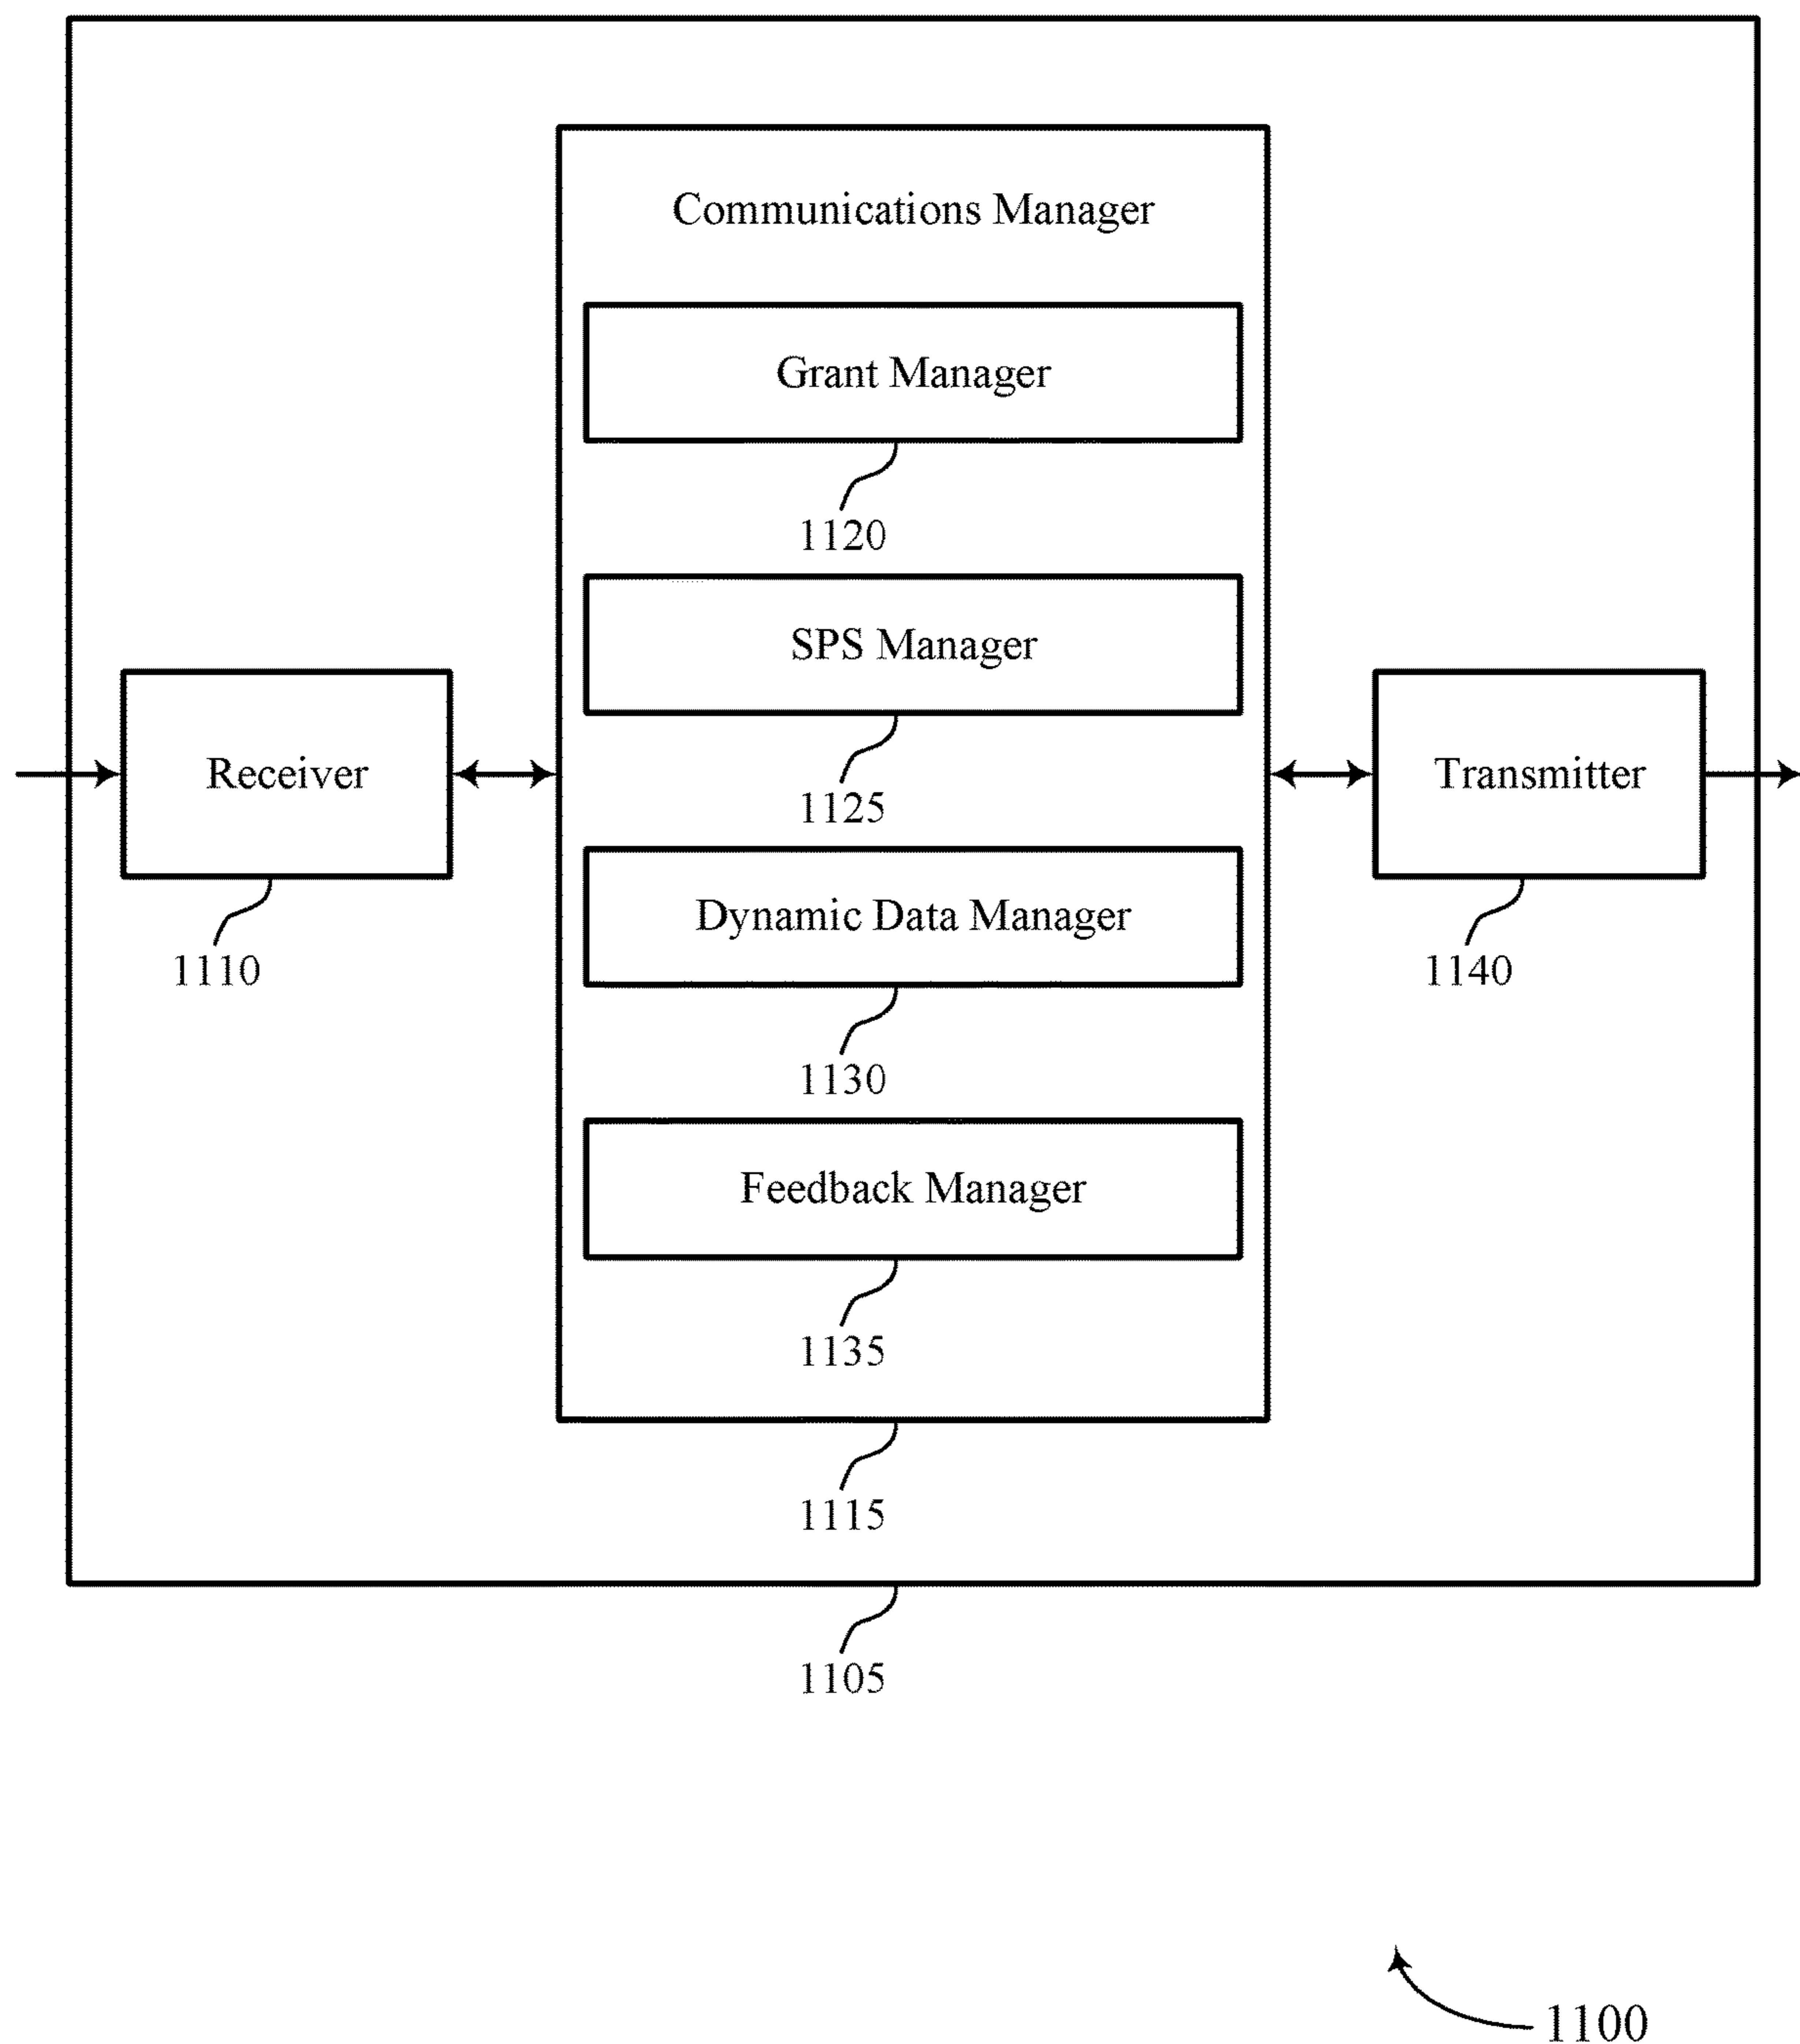 Communications Manager
Grant Manager
1120
SPS Manager
1125
Receiver
Transmitter
1110
Dynamic Data Manager
1140
1130
Feedback Manager
1135
1115
1105
1100